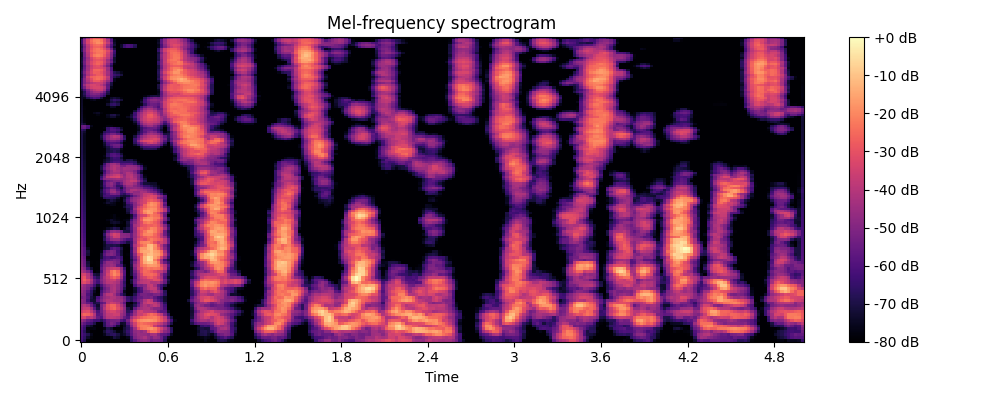 Mel-frequency spectrogram
Hz
4096
2048
1024
512
0
0 0.6 1.2 1.8 2.4 3 3.6 4.2 4.8
Time
+0 dB
-10 dB
-20 dB
-30 dB
-40 dB
-50 dB
-60 dB
-70 dB
-80 dB